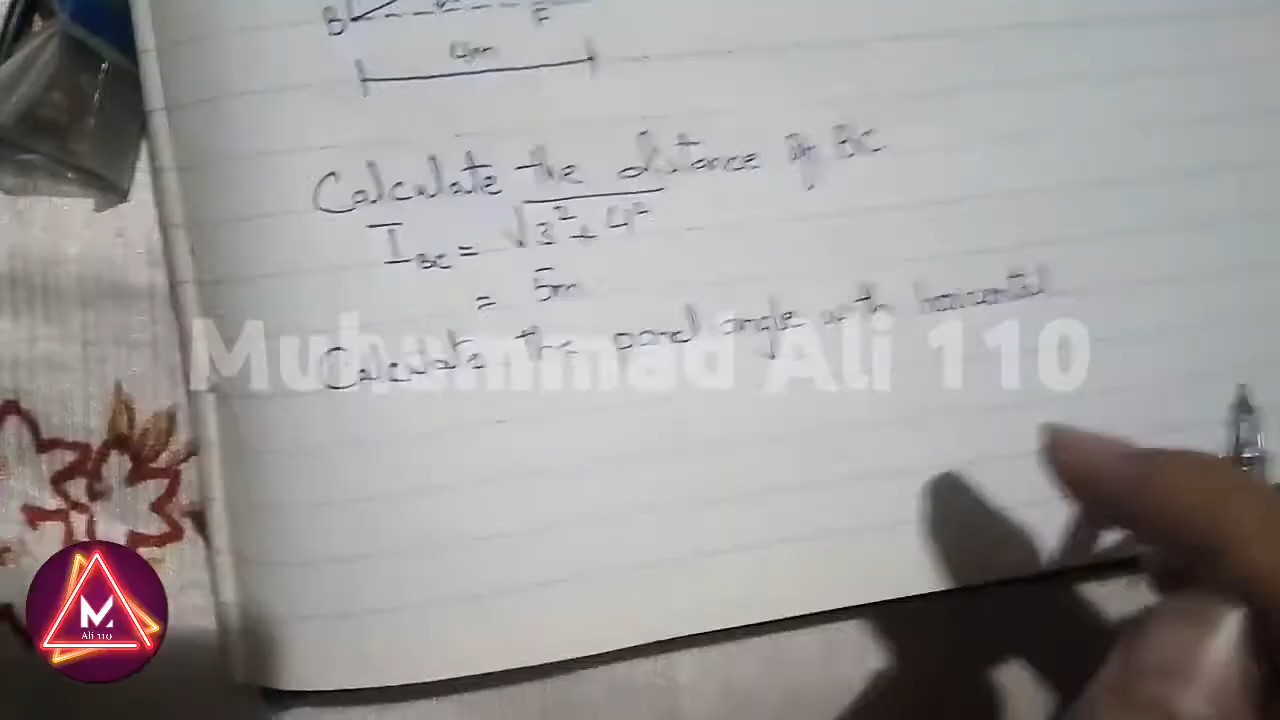 B
F
4m
Calculate the distance of BC
I BC = √3²+4²
= 5m
Calculate the panel angle with horizontal
Muhammad Ali 110
M
Ali 110